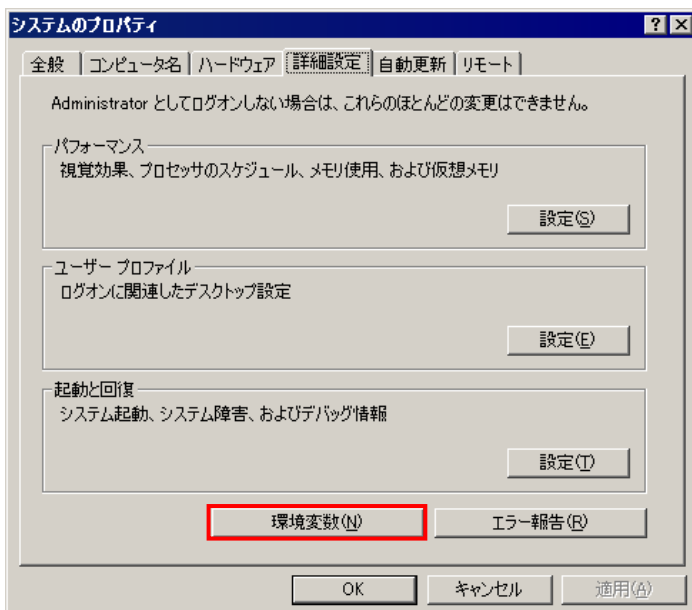 システムのプロパティ
全般 コンピュータ名 ハードウェア 詳細設定 自動更新 リモート
Administrator としてログオンしない場合は、これらのほとんどの変更はできません。
パフォーマンス
視覚効果、プロセッサのスケジュール、メモリ使用、および仮想メモリ
設定(S)
ユーザー プロファイル
ログオンに関連したデスクトップ設定
設定(E)
起動と回復
システム起動、システム障害、およびデバッグ情報
設定(T)
環境変数(N) エラー報告(R)
OK キャンセル 適用(A)